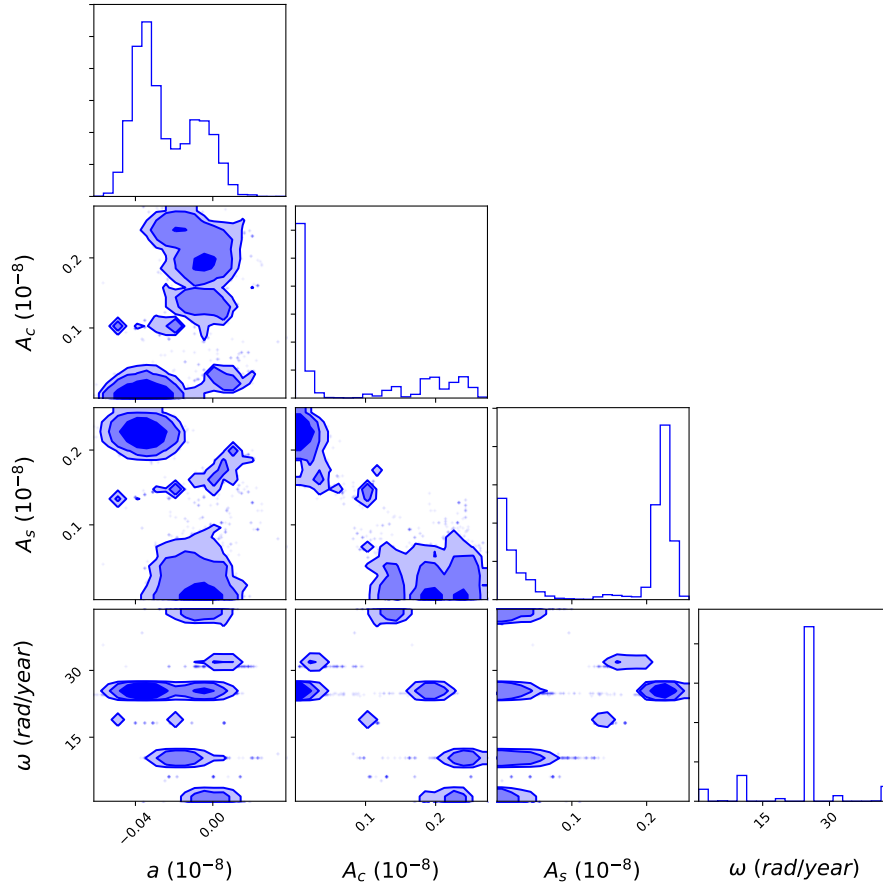 A_c (10^{-8})
0.2
0.1
A_s (10^{-8})
0.2
0.1
ω (rad/year)
30
15
−0.04 0.00
0.1 0.2
0.1 0.2
15 30
a (10^{-8})
A_c (10^{-8})
A_s (10^{-8})
ω (rad/year)